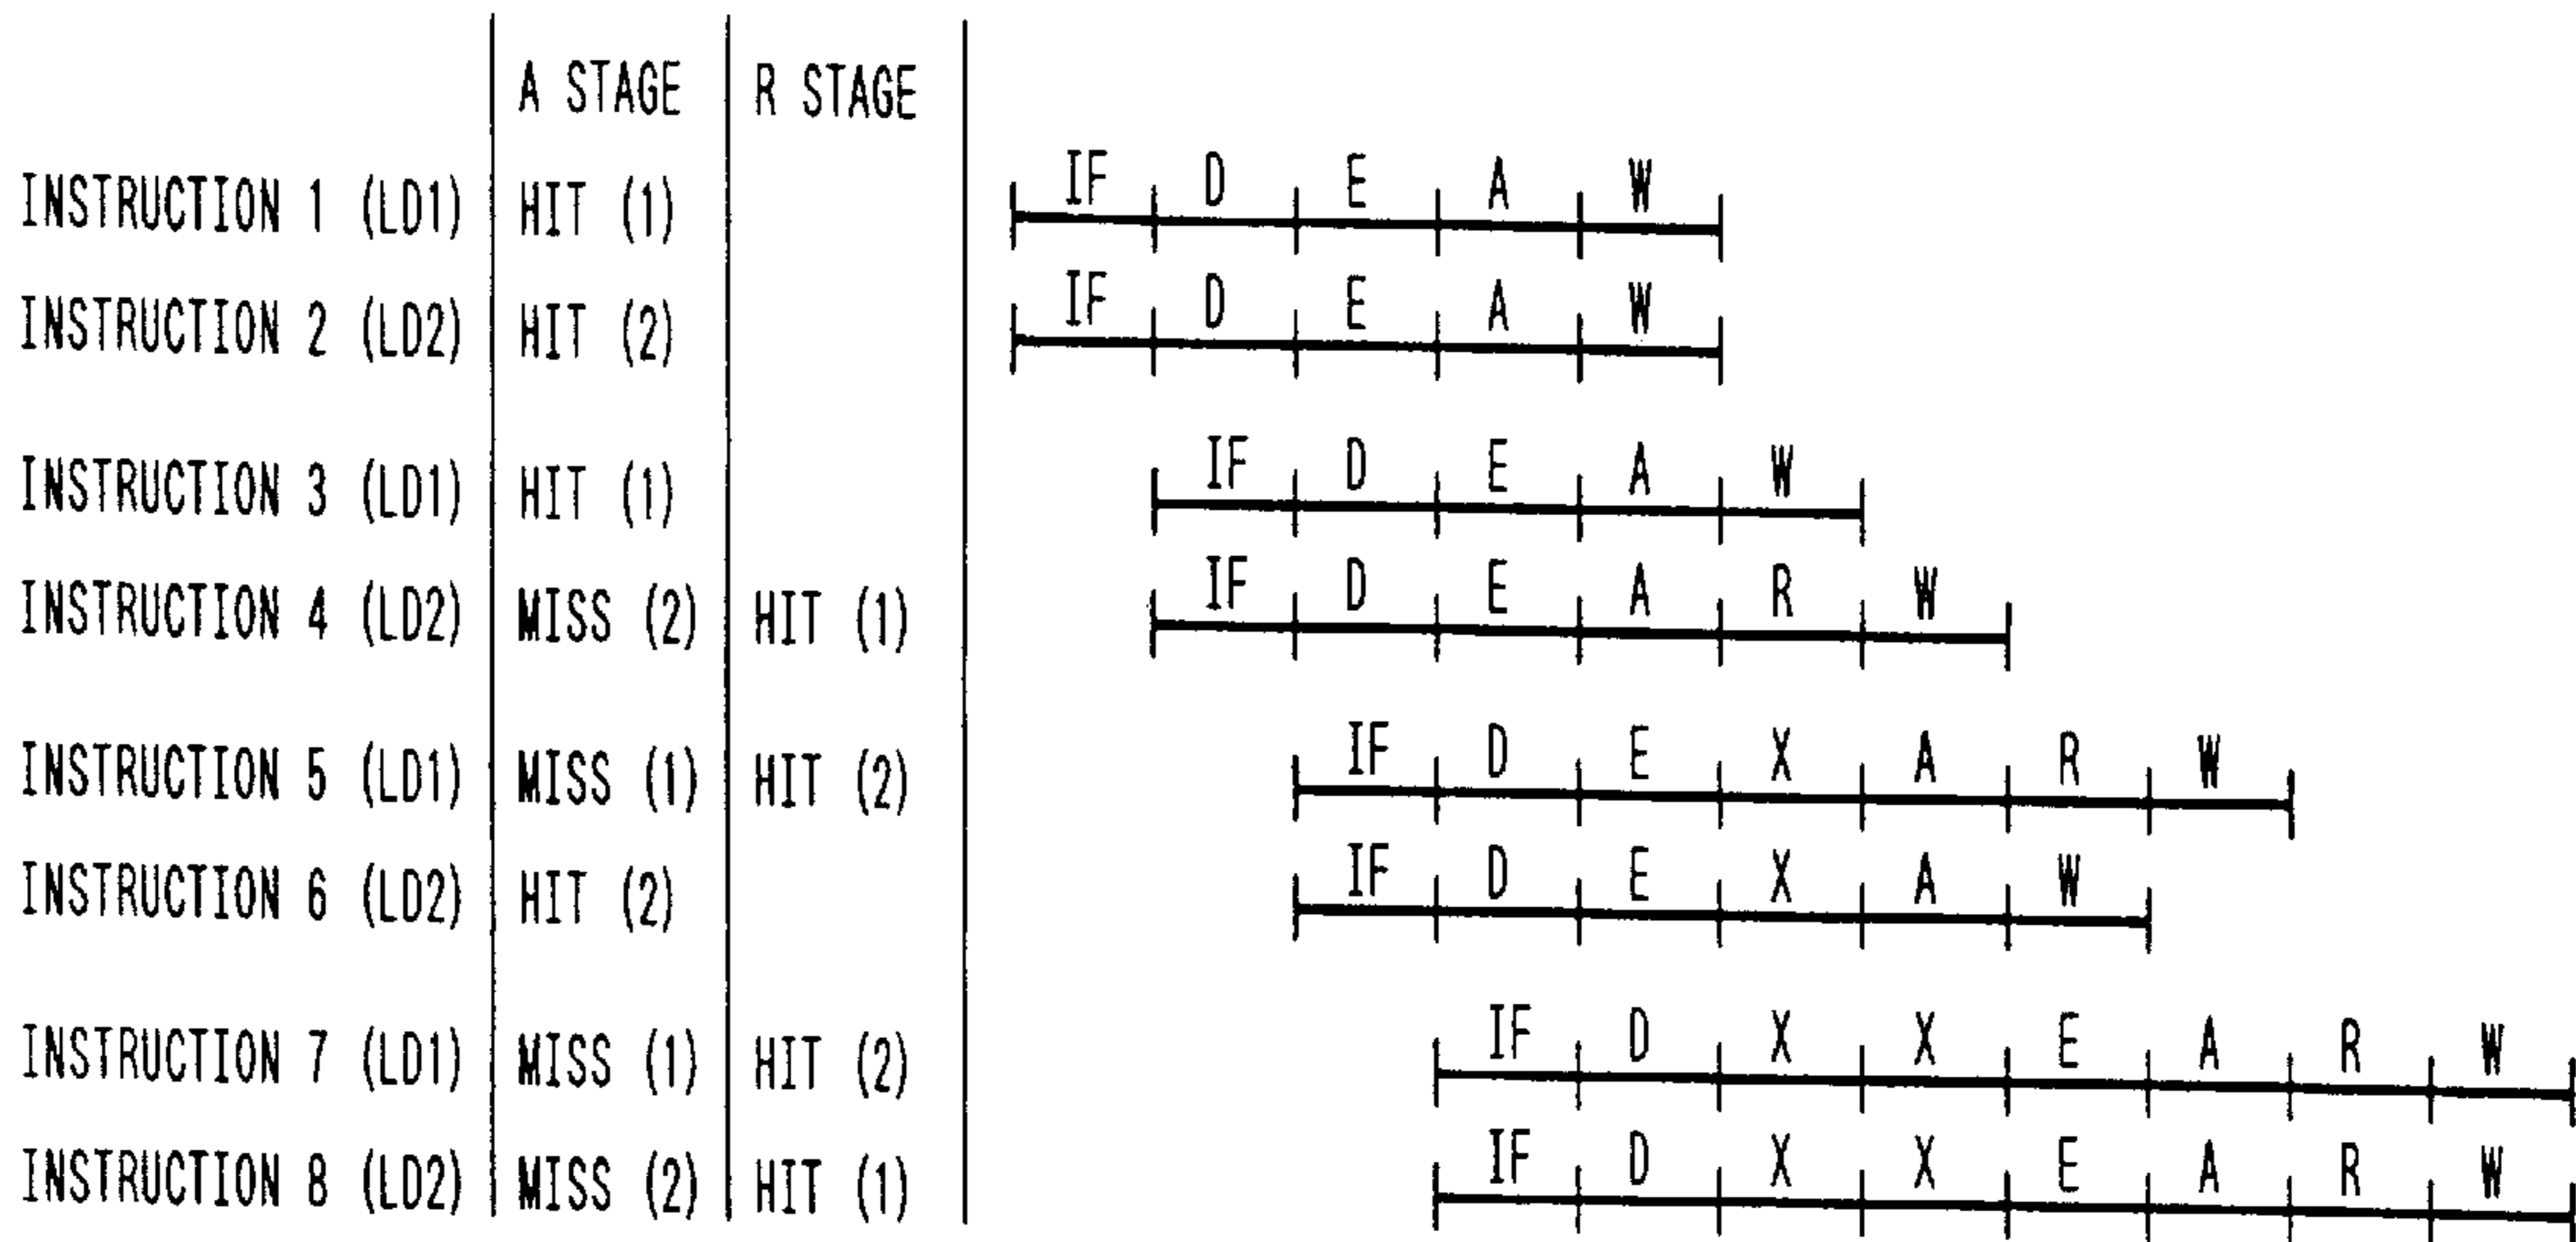 A STAGE R STAGE
INSTRUCTION 1 (LD1) HIT (1) IF D E A W
INSTRUCTION 2 (LD2) HIT (2) IF D E A W
INSTRUCTION 3 (LD1) HIT (1) IF D E A W
INSTRUCTION 4 (LD2) MISS (2) HIT (1) IF D E A R W
INSTRUCTION 5 (LD1) MISS (1) HIT (2) IF D E X A R W
INSTRUCTION 6 (LD2) HIT (2) IF D E X A W
INSTRUCTION 7 (LD1) MISS (1) HIT (2) IF D X X E A R W
INSTRUCTION 8 (LD2) MISS (2) HIT (1) IF D X X E A R W